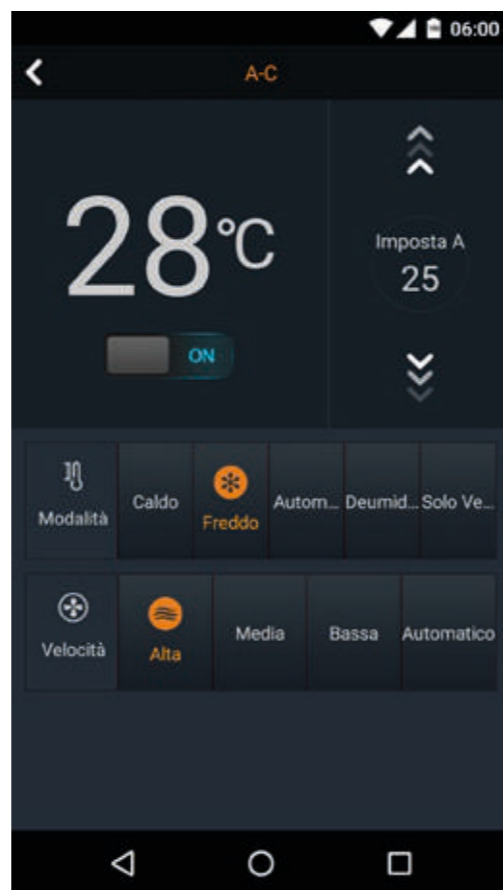 06:00
A-C
28°C
Imposta A
25
ON
Modalità
Caldo
Freddo
Autom...
Deumid...
Solo Ve...
Velocità
Alta
Media
Bassa
Automatico